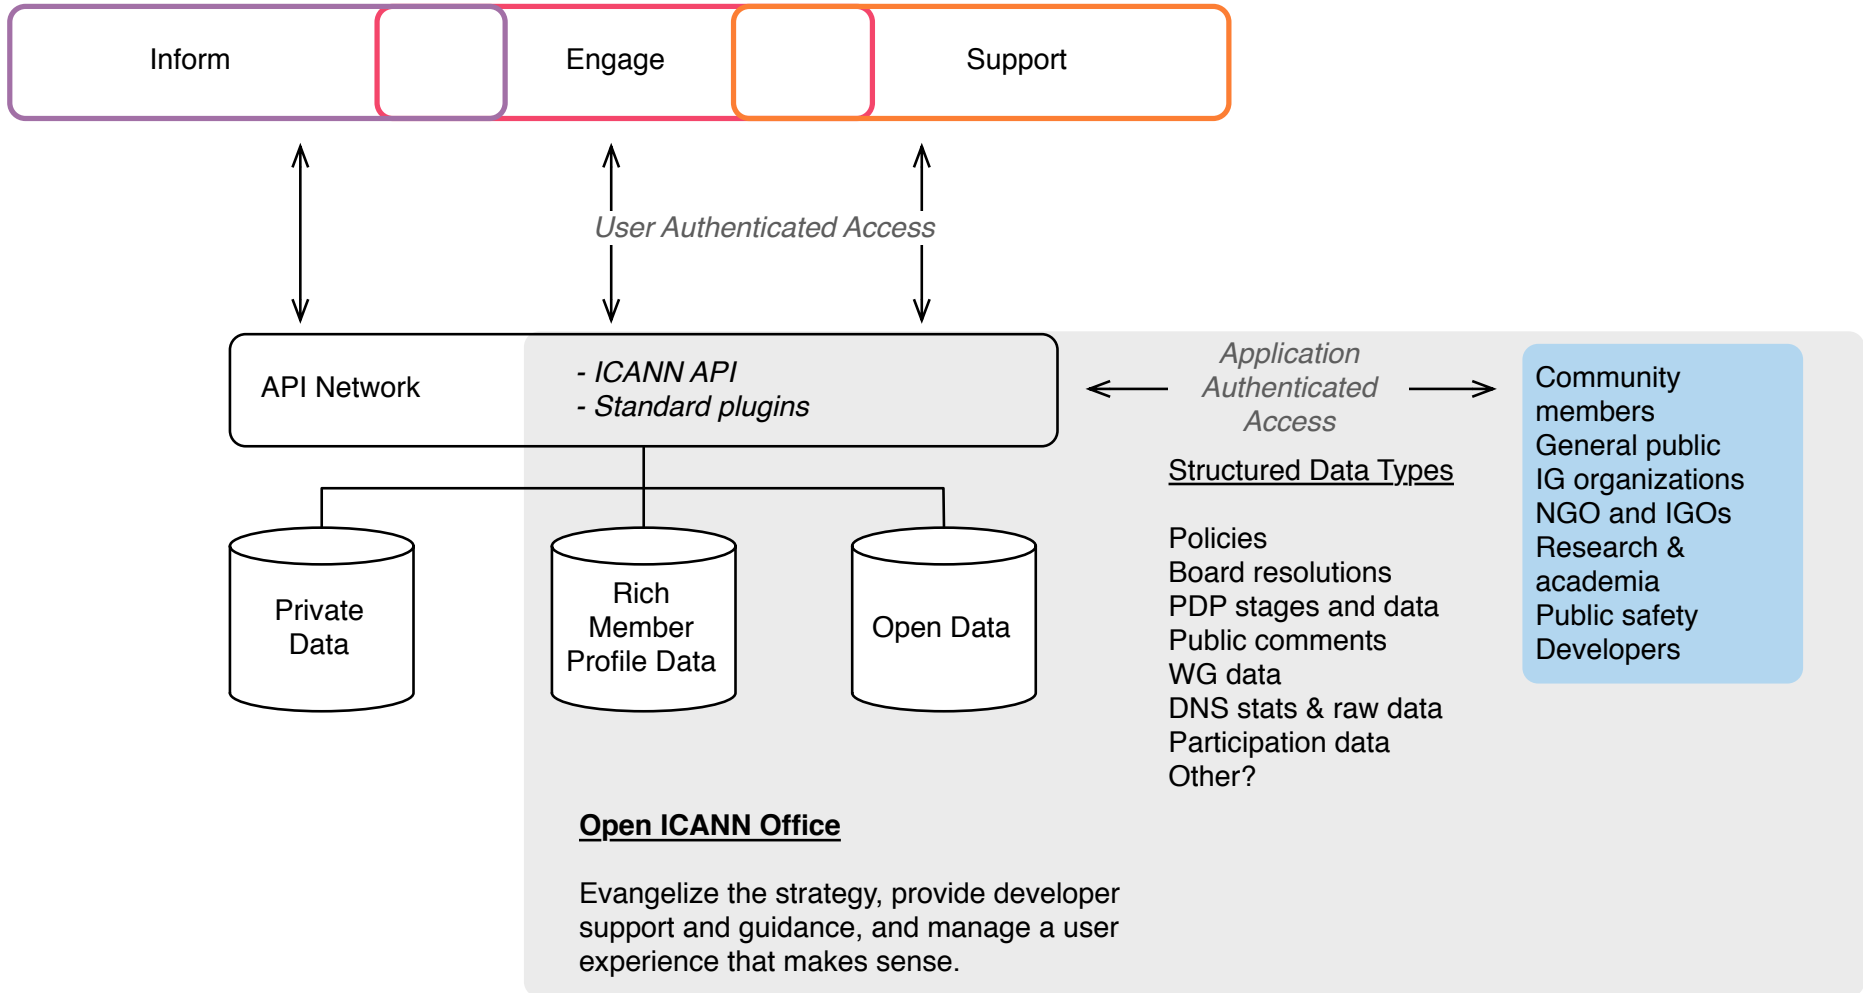 Inform
Engage
Support
User Authenticated Access
API Network
- ICANN API
- Standard plugins
Application
Authenticated
Access
Community
members
General public
IG organizations
NGO and IGOs
Research &
academia
Public safety
Developers
Structured Data Types
Policies
Board resolutions
PDP stages and data
Public comments
WG data
DNS stats & raw data
Participation data
Other?
Private
Data
Rich
Member
Profile Data
Open Data
Open ICANN Office
Evangelize the strategy, provide developer
support and guidance, and manage a user
experience that makes sense.